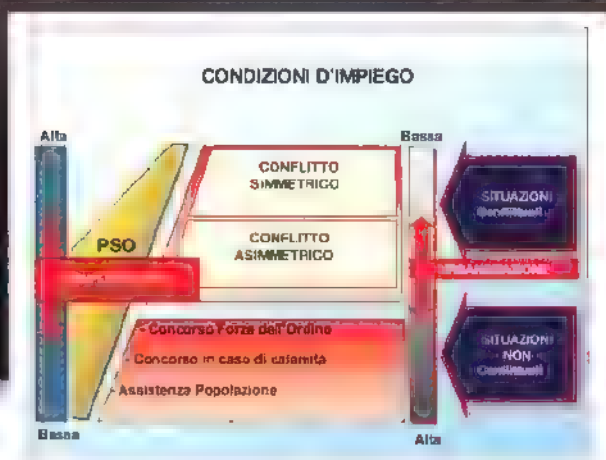 CONDIZIONI D'IMPIEGO
Alta
Bassa
CONFLITTO
SIMMETRICO
SITUAZIONI
Conflittuali
PSO
CONFLITTO
ASIMMETRICO
- Concorso Forze dell'Ordine
- Concorso in caso di calamità
- Assistenza Popolazione
SITUAZIONI
NON
Conflittuali
Bassa
Alta